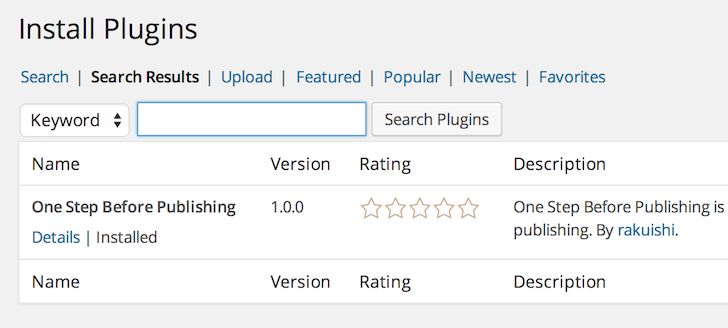 Install Plugins
Search | Search Results | Upload | Featured | Popular | Newest | Favorites
Keyword Search Plugins
Name Version Rating Description
One Step Before Publishing 1.0.0 One Step Before Publishing is
Details | Installed publishing. By rakuishi.
Name Version Rating Description